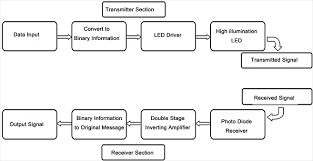 Transmitter Section
Data Input
Convert to
Binary Information
LED Driver
High illumination
LED
Transmitted Signal
Received Signal
Output Signal
Binary Information
to Original Message
Double Stage
Inverting Amplifier
Photo Diode
Receiver
Receiver Section